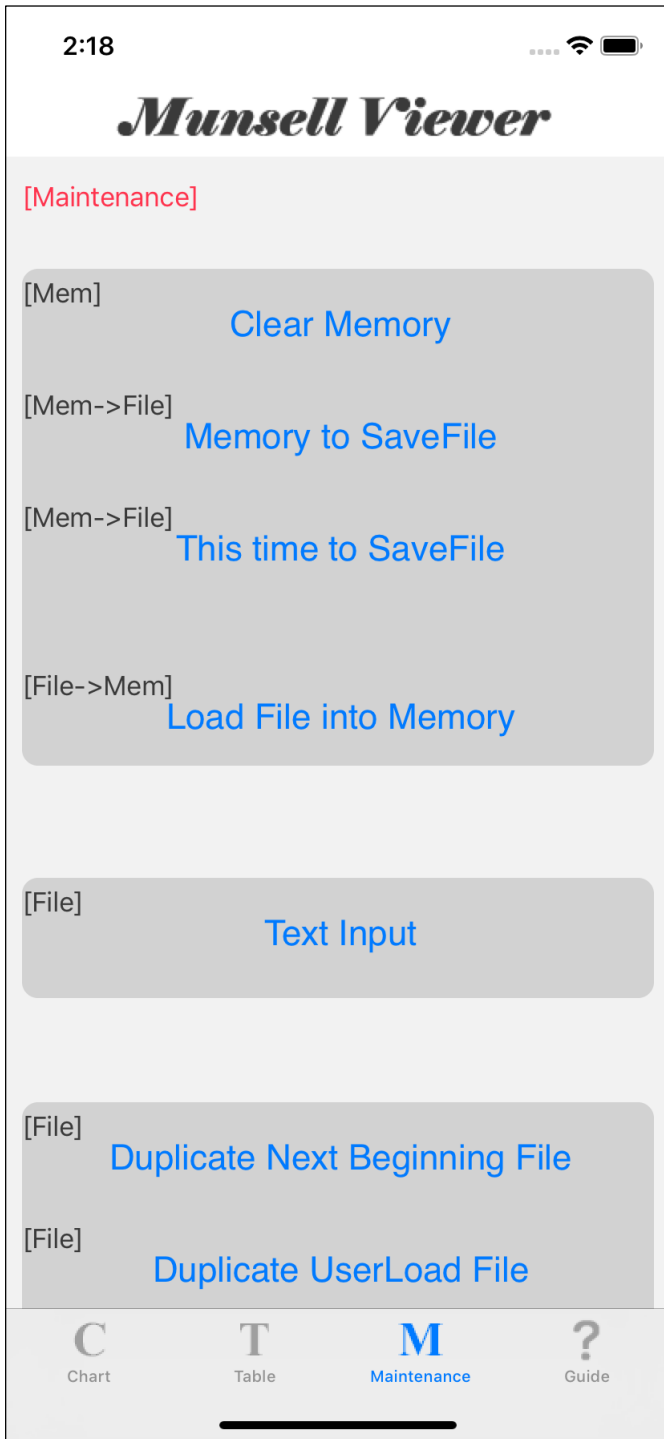 2:18
Munsell Viewer
[Maintenance]
[Mem]
Clear Memory
[Mem->File]
Memory to SaveFile
[Mem->File]
This time to SaveFile
[File->Mem]
Load File into Memory
[File]
Text Input
[File]
Duplicate Next Beginning File
[File]
Duplicate UserLoad File
C T M ?
Chart Table Maintenance Guide